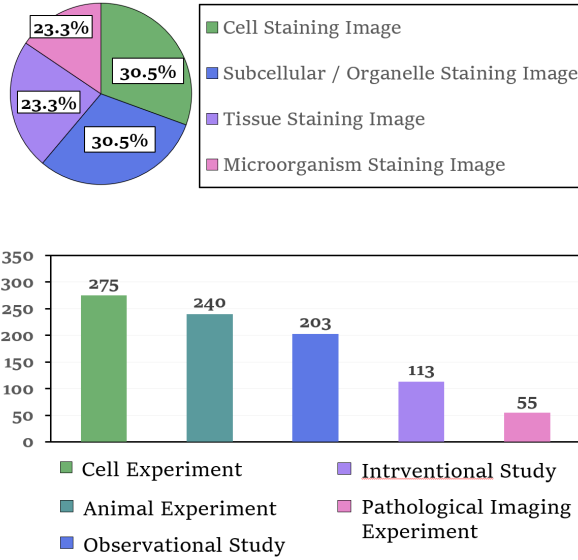 23.3%
30.5%
23.3%
30.5%
Cell Staining Image
Subcellular / Organelle Staining Image
Tissue Staining Image
Microorganism Staining Image
350
300
250
200
150
100
50
0
275
240
203
113
55
Cell Experiment
Animal Experiment
Observational Study
Intrventional Study
Pathological Imaging
Experiment